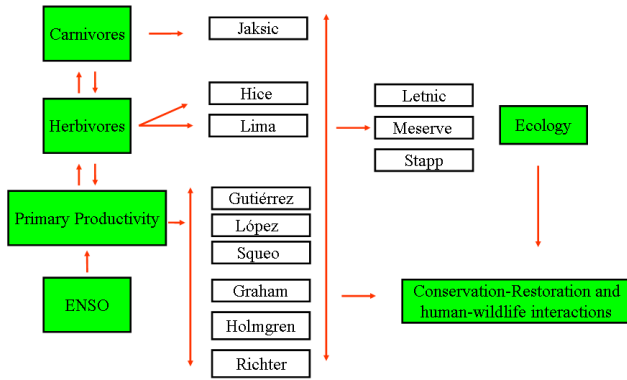 Carnivores
Jaksic
Herbivores
Hice
Lima
Primary Productivity
Gutiérrez
López
Squeo
Graham
Holmgren
Richter
ENSO
Letnic
Meserve
Stapp
Ecology
Conservation-Restoration and
human-wildlife interactions